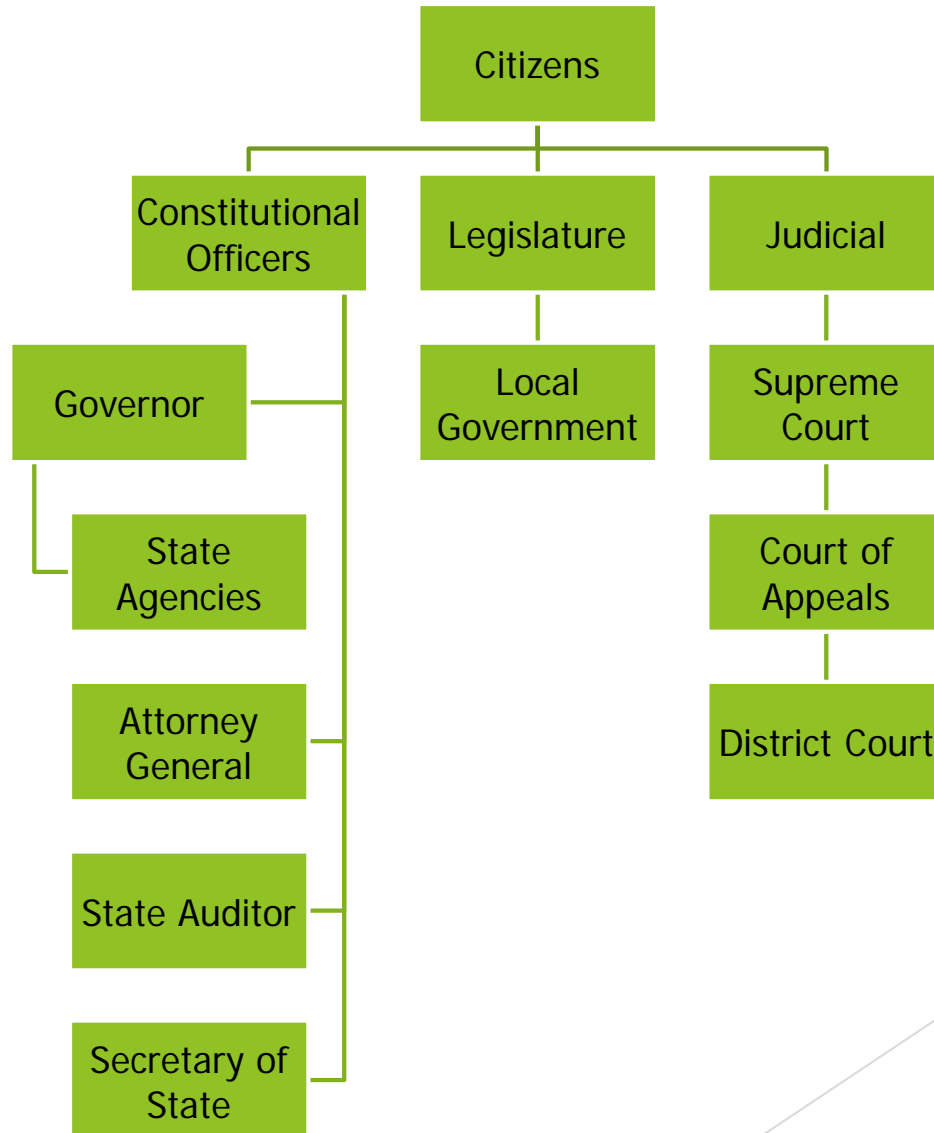 Citizens
Constitutional
Officers
Legislature
Judicial
Governor
Local
Government
Supreme
Court
State
Agencies
Court of
Appeals
Attorney
General
District Court
State Auditor
Secretary of
State